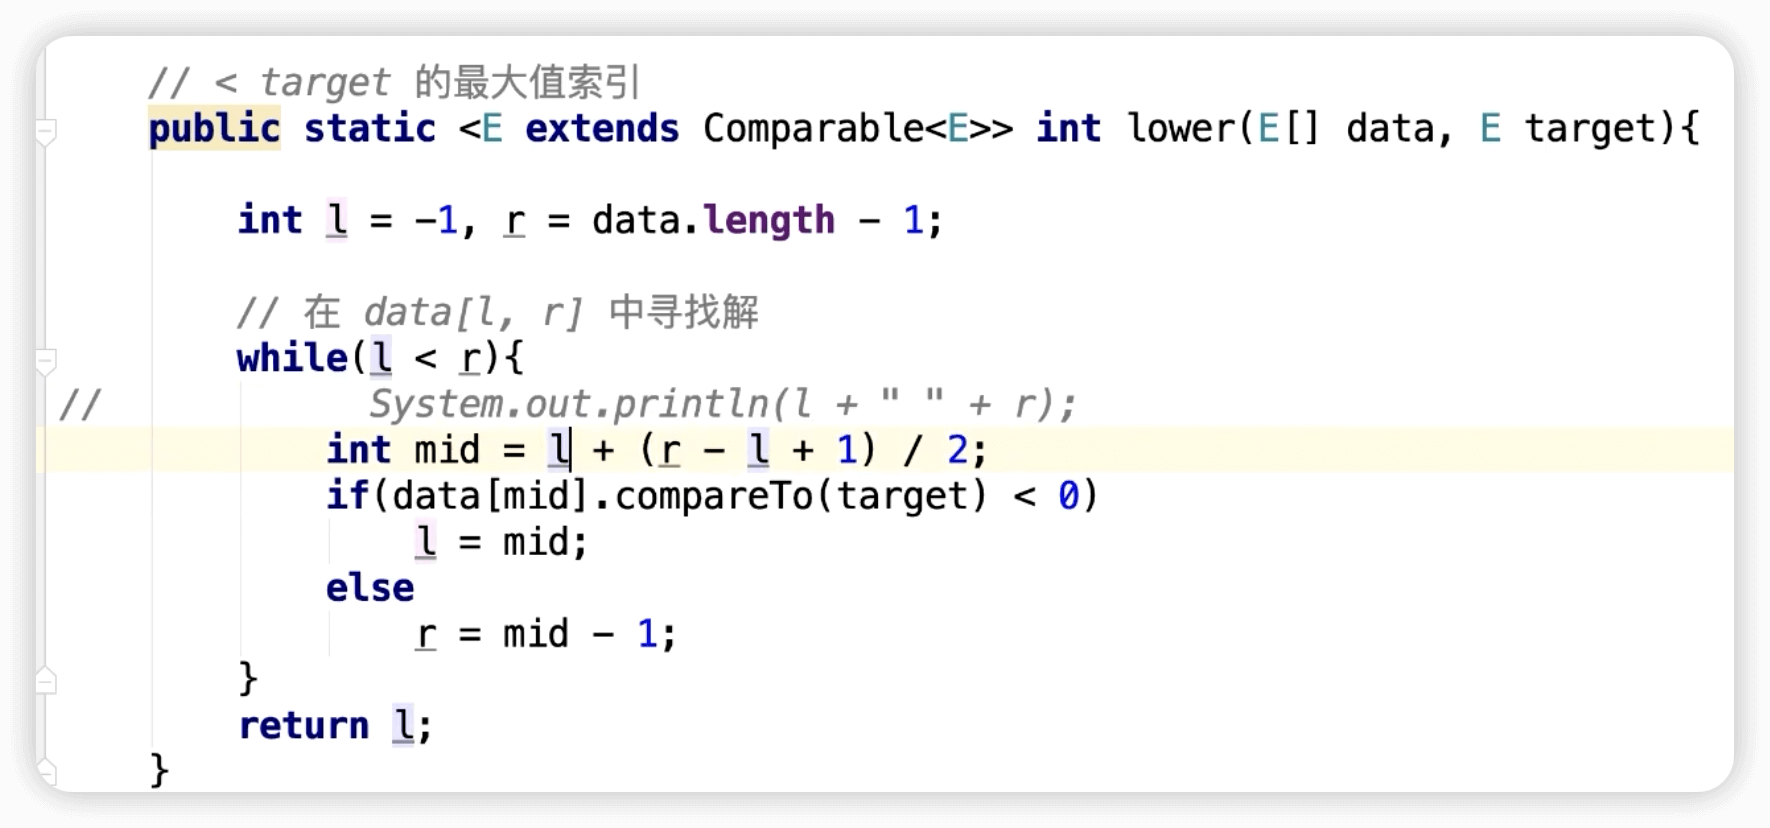 // < target 的最大值索引
public static <E extends Comparable<E>> int lower(E[] data, E target){
int l = -1, r = data.length - 1;
// 在 data[l, r] 中寻找解
while(l < r){
// System.out.println(l + " " + r);
int mid = l + (r - l + 1) / 2;
if(data[mid].compareTo(target) < 0)
l = mid;
else
r = mid - 1;
}
return l;
}